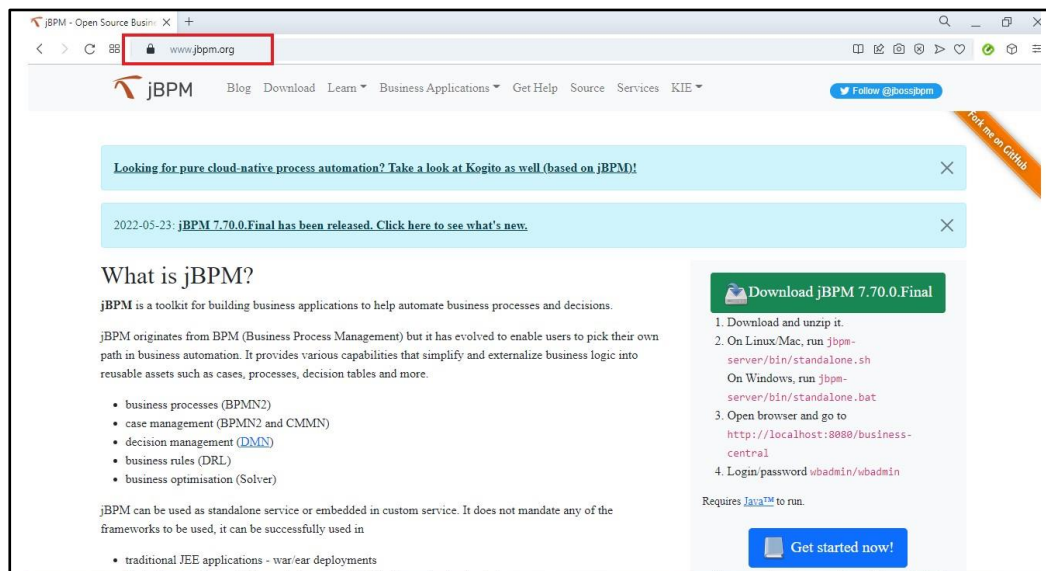 jBPM - Open Source Busin
www.jbpm.org
jBPM
Blog Download Learn Business Applications Get Help Source Services KIE
Follow @jbossjbpm
Fork me on GitHub
Looking for pure cloud-native process automation? Take a look at Kogito as well (based on jBPM)!
2022-05-23: jBPM 7.70.0.Final has been released. Click here to see what's new.
What is jBPM?
jBPM is a toolkit for building business applications to help automate business processes and decisions.
jBPM originates from BPM (Business Process Management) but it has evolved to enable users to pick their own
path in business automation. It provides various capabilities that simplify and externalize business logic into
reusable assets such as cases, processes, decision tables and more.
• business processes (BPMN2)
• case management (BPMN2 and CMMN)
• decision management (DMN)
• business rules (DRL)
• business optimisation (Solver)
jBPM can be used as standalone service or embedded in custom service. It does not mandate any of the
frameworks to be used, it can be successfully used in
• traditional JEE applications - war/ear deployments
Download jBPM 7.70.0.Final
1. Download and unzip it.
2. On Linux/Mac, run jbpm-
server/bin/standalone.sh
On Windows, run jbpm-
server/bin/standalone.bat
3. Open browser and go to
http://localhost:8080/business-
central
4. Login/password wbadmin/wbadmin
Requires Java™ to run.
Get started now!